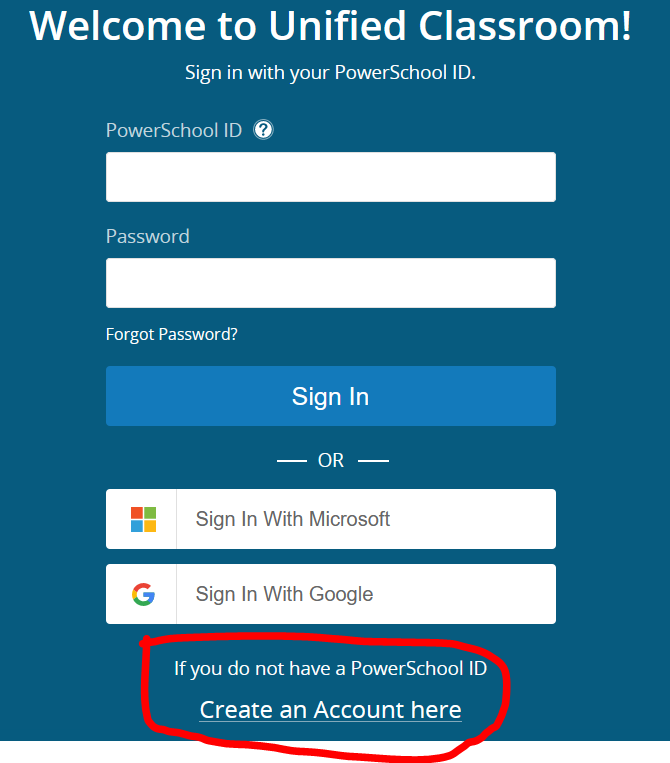 Welcome to Unified Classroom!
Sign in with your PowerSchool ID.
PowerSchool ID ?
Password
Forgot Password?
Sign In
OR
Sign In With Microsoft
Sign In With Google
If you do not have a PowerSchool ID
Create an Account here